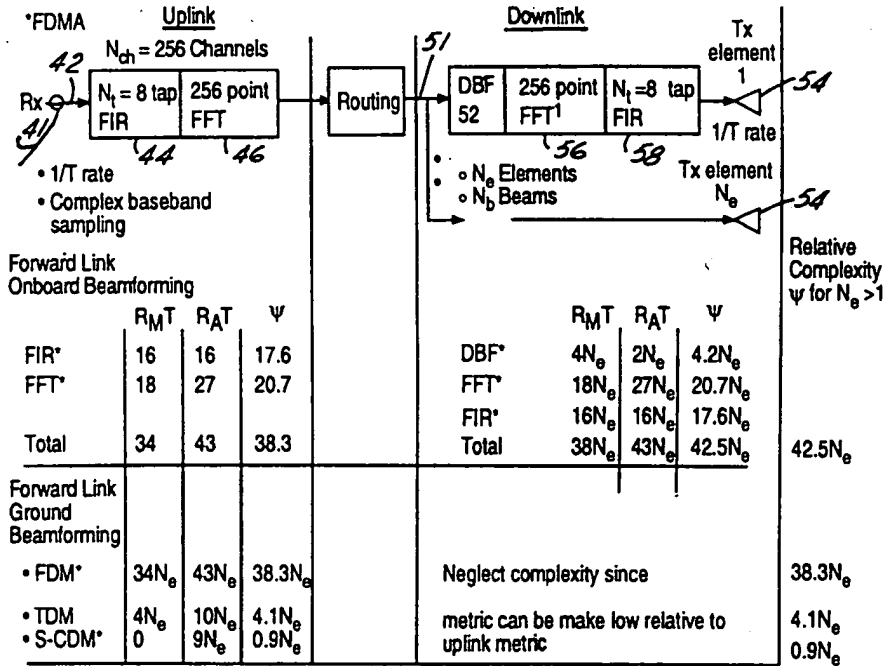 *FDMA Uplink Downlink
N_ch = 256 Channels
42
51
Tx
element
1
Rx
N_t = 8 tap
FIR
256 point
FFT
Routing
DBF
52
256 point
FFT¹
N_t =8 tap
FIR
54
41
44
46
56
58
1/T rate
• 1/T rate
• Complex baseband
sampling
○ N_e Elements
○ N_b Beams
Tx element
N_e
54
Relative
Complexity
Ψ for N_e >1
Forward Link
Onboard Beamforming
R_MT R_AT Ψ
FIR* 16 16 17.6
FFT* 18 27 20.7
Total 34 43 38.3
R_MT R_AT Ψ
DBF* 4N_e 2N_e 4.2N_e
FFT* 18N_e 27N_e 20.7N_e
FIR* 16N_e 16N_e 17.6N_e
Total 38N_e 43N_e 42.5N_e 42.5N_e
Forward Link
Ground
Beamforming
• FDM* 34N_e 43N_e 38.3N_e Neglect complexity since 38.3N_e
• TDM 4N_e 10N_e 4.1N_e metric can be make low relative to 4.1N_e
• S-CDM* 0 9N_e 0.9N_e uplink metric 0.9N_e